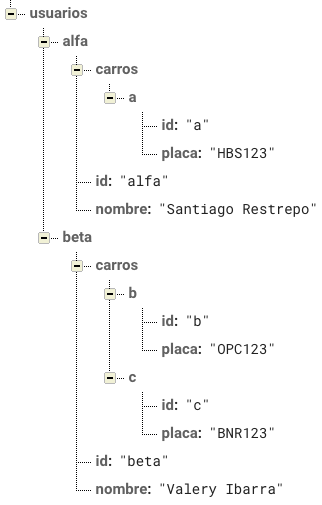 usuarios
alfa
carros
a
id: "a"
placa: "HBS123"
id: "alfa"
nombre: "Santiago Restrepo"
beta
carros
b
id: "b"
placa: "OPC123"
c
id: "c"
placa: "BNR123"
id: "beta"
nombre: "Valery Ibarra"